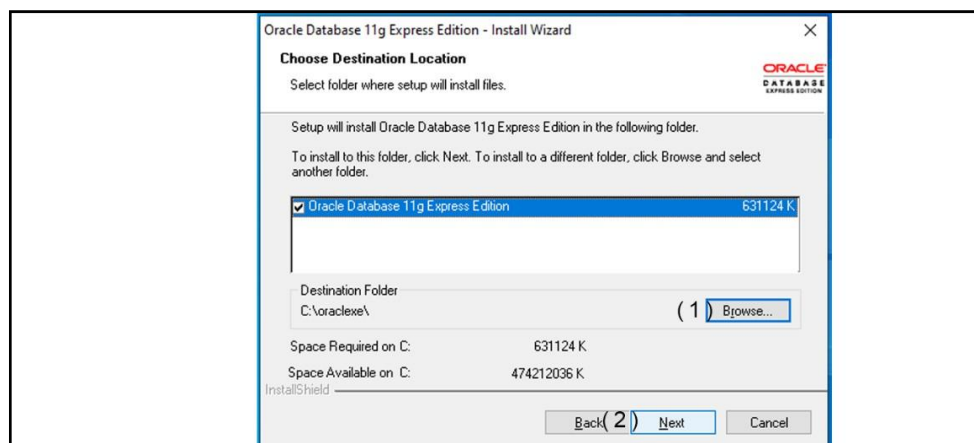 Oracle Database 11g Express Edition - Install Wizard
Choose Destination Location
Select folder where setup will install files.
ORACLE
DATABASE
EXPRESS EDITION
Setup will install Oracle Database 11g Express Edition in the following folder.
To install to this folder, click Next. To install to a different folder, click Browse and select
another folder.
Oracle Database 11g Express Edition 631124 K
Destination Folder
C:\oraclexe\ ( 1 ) Browse...
Space Required on C: 631124 K
Space Available on C: 474212036 K
InstallShield
Back ( 2 ) Next Cancel